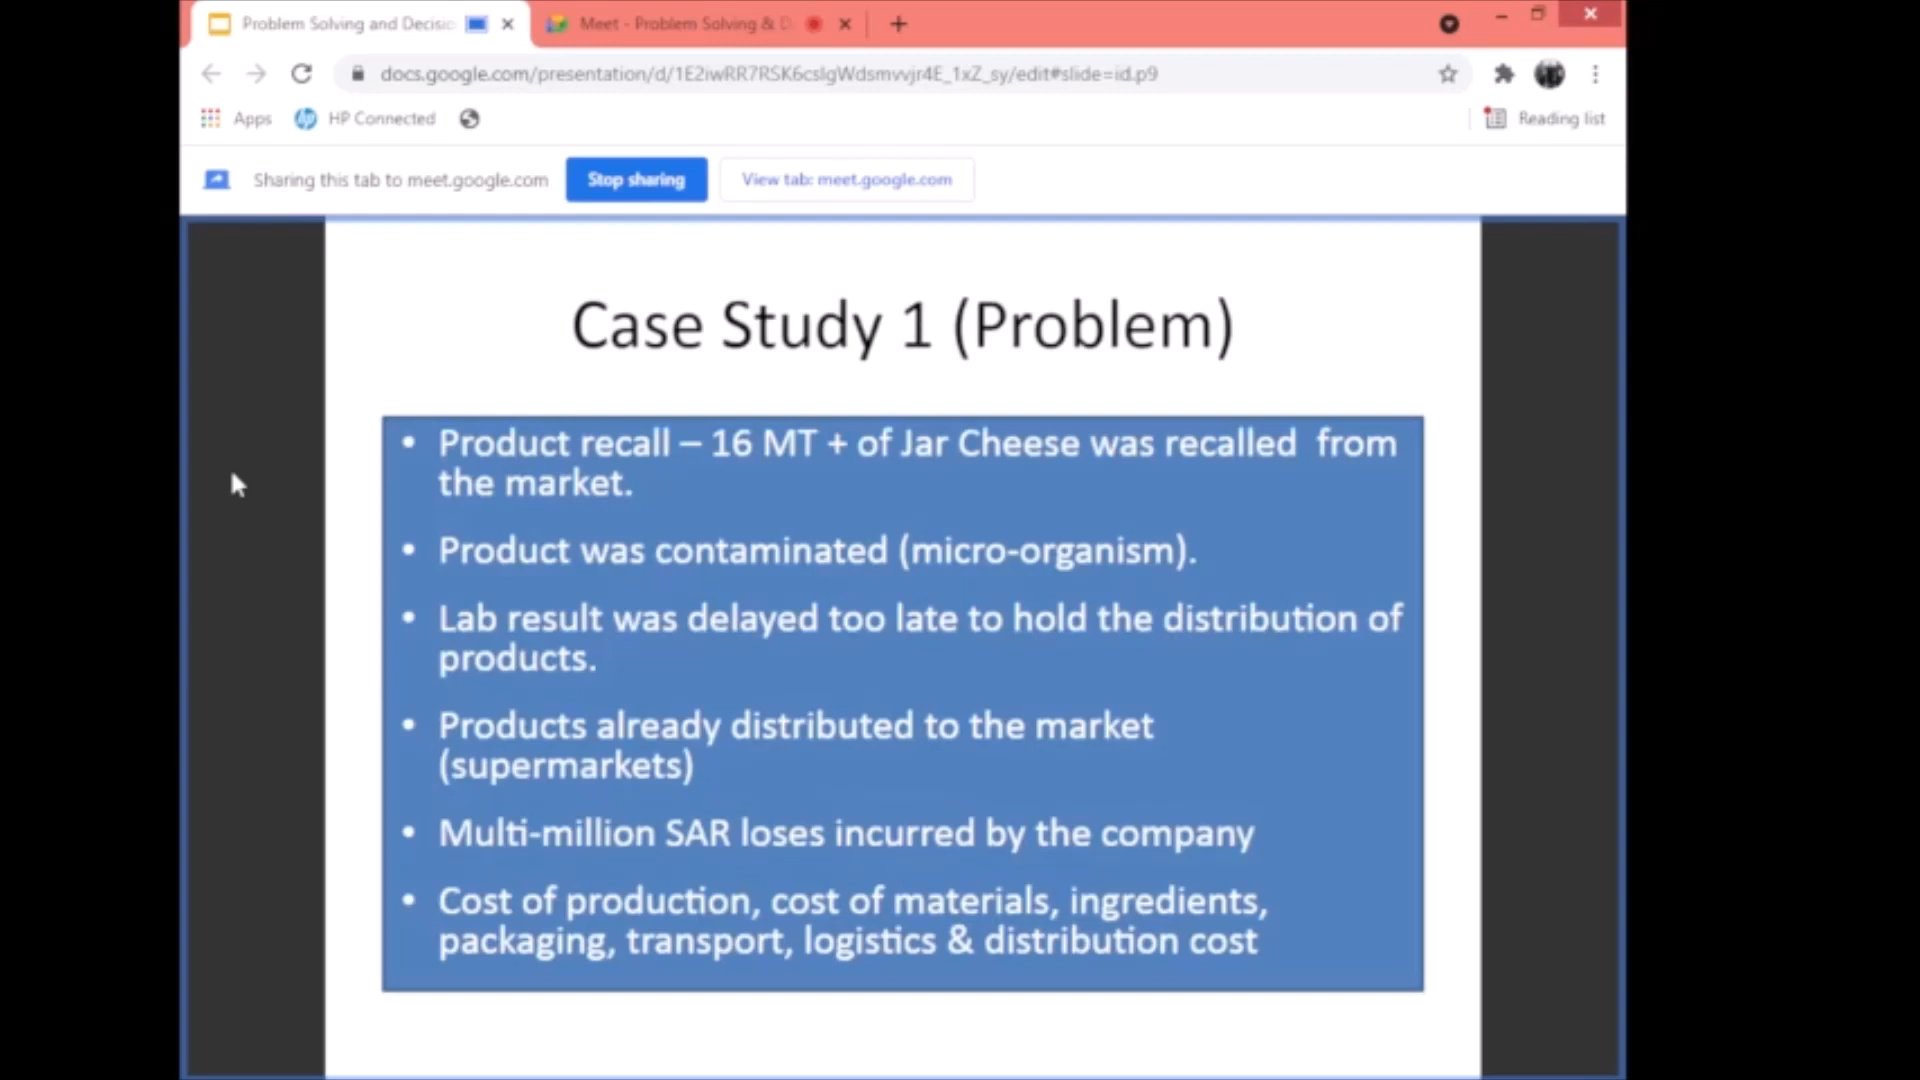 Problem Solving and Decisio
Meet - Problem Solving & D
docs.google.com/presentation/d/1E2iwRR7RSK6cslgWdsmvvjr4E_1xZ_sy/edit#slide=id.p9
Apps
HP Connected
Reading list
Sharing this tab to meet.google.com
Stop sharing
View tab: meet.google.com
Case Study 1 (Problem)
• Product recall – 16 MT + of Jar Cheese was recalled from
the market.
• Product was contaminated (micro-organism).
• Lab result was delayed too late to hold the distribution of
products.
• Products already distributed to the market
(supermarkets)
• Multi-million SAR loses incurred by the company
• Cost of production, cost of materials, ingredients,
packaging, transport, logistics & distribution cost